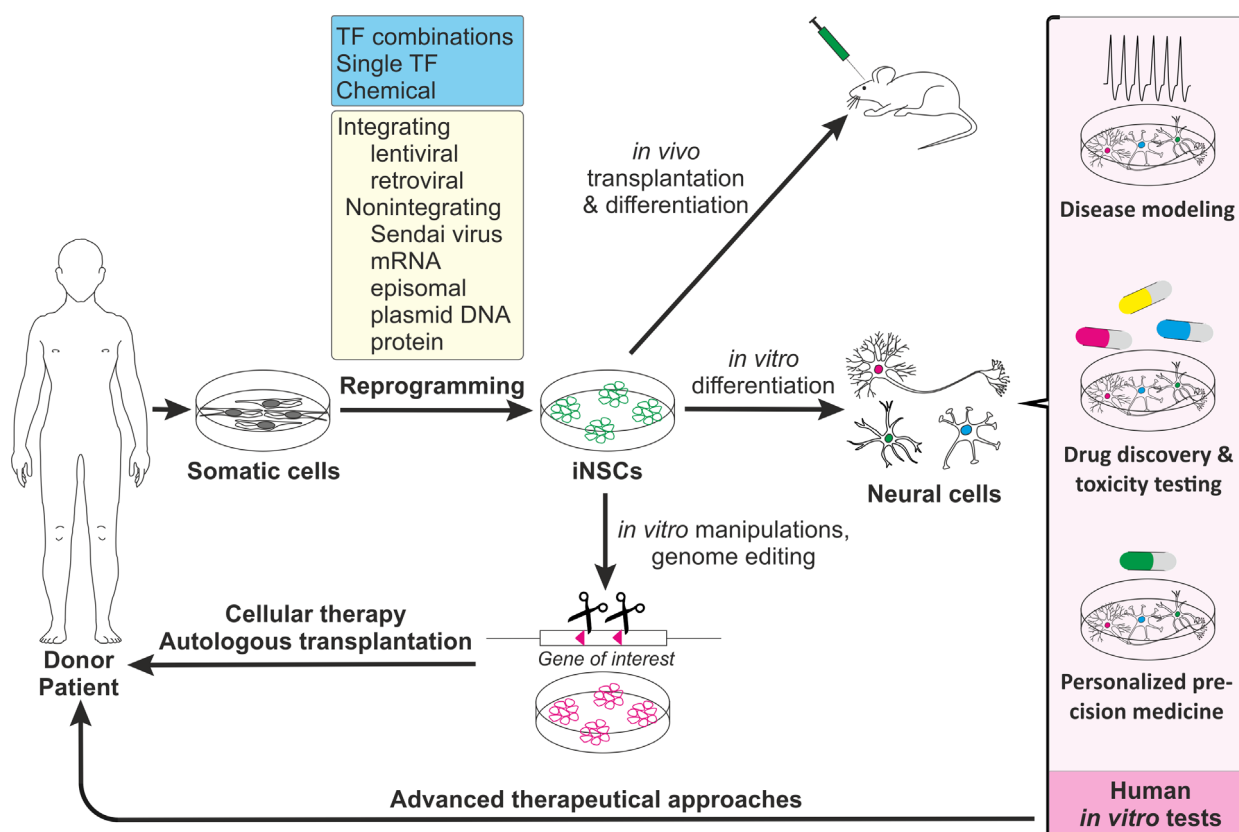 TF combinations
Single TF
Chemical
Integrating
lentiviral
retroviral
Nonintegrating
Sendai virus
mRNA
episomal
plasmid DNA
protein
in vivo
transplantation
& differentiation
Disease modeling
Reprogramming
in vitro
differentiation
Somatic cells
iNSCs
Neural cells
Drug discovery &
toxicity testing
in vitro manipulations,
genome editing
Cellular therapy
Autologous transplantation
Gene of interest
Donor
Patient
Personalized pre-
cision medicine
Advanced therapeutical approaches
Human
in vitro tests